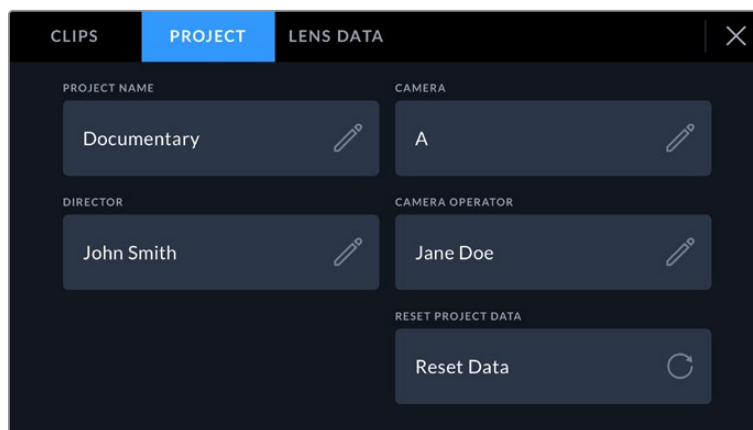 CLIPS PROJECT LENS DATA
PROJECT NAME CAMERA
Documentary A
DIRECTOR CAMERA OPERATOR
John Smith Jane Doe
RESET PROJECT DATA
Reset Data